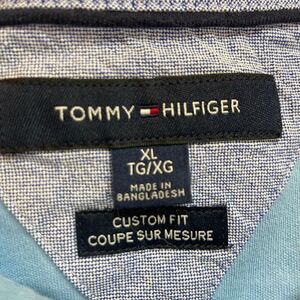 TOMMY HILFIGER
XL
TG/XG
MADE IN
BANGLADESH
CUSTOM FIT
COUPE SUR MESURE